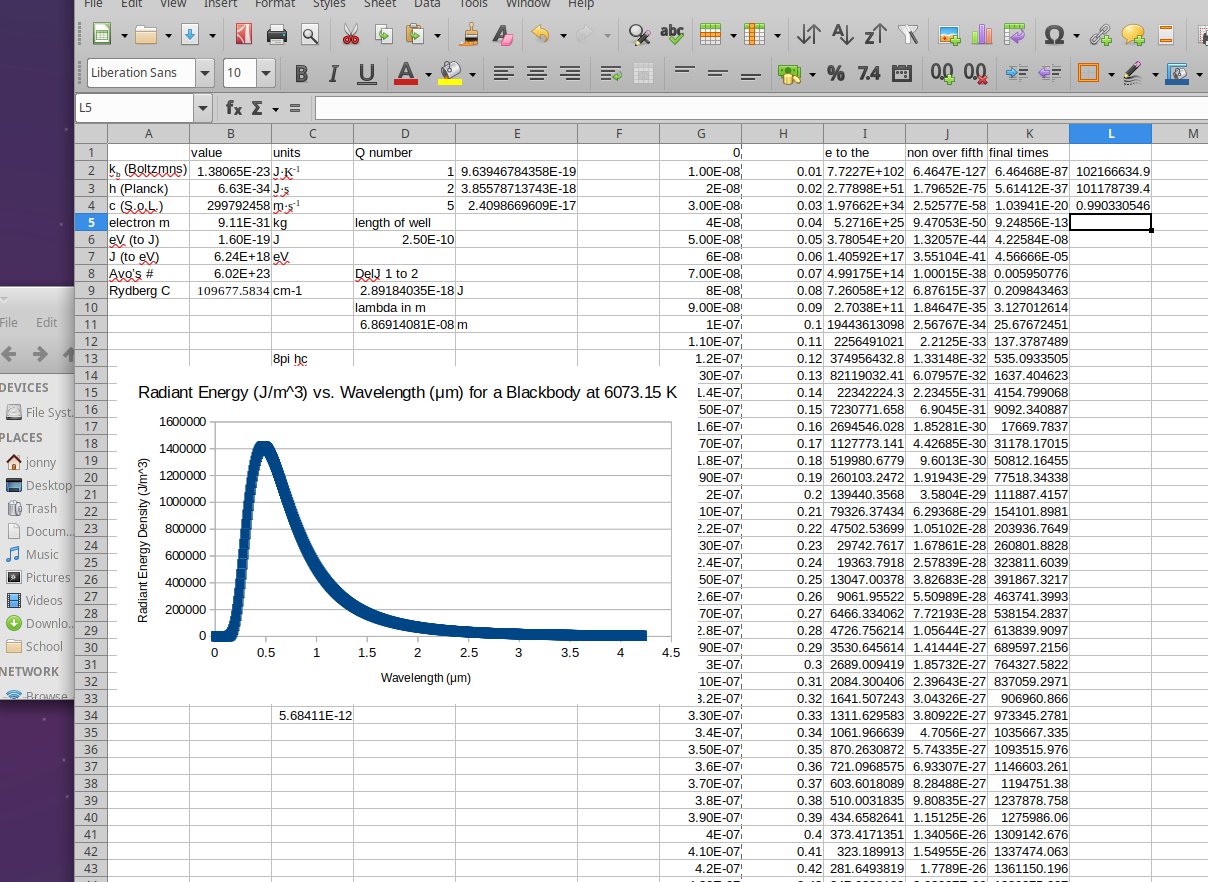 File Edit View Insert Format Styles Sheet Data Tools Window Help
Liberation Sans 10
L5
A B C D E F G H I J K L M
1 value units Q number 0 e to the non over fifth final times
2 kb (Boltzmns) 1.38065E-23 J·K-1 1 9.63946784358E-19 1.00E-08 0.01 7.7227E+102 6.4647E-127 6.46468E-87 102166634.9
3 h (Planck) 6.63E-34 J·s 2 3.85578713743E-18 2E-08 0.02 2.77898E+51 1.79652E-75 5.61412E-37 101178739.4
4 c (S.o.L.) 299792458 m·s-1 5 2.4098669609E-17 3.00E-08 0.03 1.97662E+34 2.52577E-58 1.03941E-20 0.990330546
5 electron m 9.11E-31 kg length of well 4E-08 0.04 5.2716E+25 9.47053E-50 9.24856E-13
6 eV (to J) 1.60E-19 J 2.50E-10 5.00E-08 0.05 3.78054E+20 1.32057E-44 4.22584E-08
7 J (to eV) 6.24E+18 eV 6E-08 0.06 1.40592E+17 3.55104E-41 4.56666E-05
8 Avo's # 6.02E+23 DelJ 1 to 2 7.00E-08 0.07 4.99175E+14 1.00015E-38 0.005950776
9 Rydberg C 109677.5834 cm-1 2.89184035E-18 J 8E-08 0.08 7.26058E+12 6.87615E-37 0.209843463
10 lambda in m 9.00E-08 0.09 2.7038E+11 1.84647E-35 3.127012614
11 6.86914081E-08 m 1E-07 0.1 19443613098 2.56767E-34 25.67672451
12 1.10E-07 0.11 2256491021 2.2125E-33 137.3787489
13 8pi hc 1.2E-07 0.12 374956432.8 1.33148E-32 535.0933505
14 30E-07 0.13 82119032.41 6.07957E-32 1637.404623
15 1.4E-07 0.14 22342224.3 2.23455E-31 4154.799068
16 50E-07 0.15 7230771.658 6.9045E-31 9092.340887
17 1.6E-07 0.16 2694546.028 1.85281E-30 17669.7837
18 70E-07 0.17 1127773.141 4.42685E-30 31178.17015
19 1.8E-07 0.18 519980.6779 9.6013E-30 50812.16455
20 90E-07 0.19 260103.2472 1.91943E-29 77518.34338
21 2E-07 0.2 139440.3568 3.5804E-29 111887.4157
22 10E-07 0.21 79326.37434 6.29368E-29 154101.8981
23 2.2E-07 0.22 47502.53699 1.05102E-28 203936.7649
24 30E-07 0.23 29742.7617 1.67861E-28 260801.8828
25 2.4E-07 0.24 19363.7918 2.57839E-28 323811.6039
26 50E-07 0.25 13047.00378 3.82683E-28 391867.3217
27 2.6E-07 0.26 9061.95522 5.50989E-28 463741.3993
28 70E-07 0.27 6466.334062 7.72193E-28 538154.2837
29 2.8E-07 0.28 4726.756214 1.05644E-27 613839.9097
30 90E-07 0.29 3530.645614 1.41444E-27 689597.2156
31 3E-07 0.3 2689.009419 1.85732E-27 764327.5822
32 10E-07 0.31 2084.300406 2.39643E-27 837059.2971
33 3.2E-07 0.32 1641.507243 3.04326E-27 906960.866
34 5.68411E-12 3.30E-07 0.33 1311.629583 3.80922E-27 973345.2781
35 3.4E-07 0.34 1061.966639 4.7056E-27 1035667.335
36 3.50E-07 0.35 870.2630872 5.74335E-27 1093515.976
37 3.6E-07 0.36 721.0968575 6.93307E-27 1146603.261
38 3.70E-07 0.37 603.6018089 8.28488E-27 1194751.38
39 3.8E-07 0.38 510.0031835 9.80835E-27 1237878.758
40 3.90E-07 0.39 434.6582641 1.15125E-26 1275985.06
41 4E-07 0.4 373.4171351 1.34056E-26 1309142.676
42 4.10E-07 0.41 323.189913 1.54955E-26 1337474.063
43 4.2E-07 0.42 281.6493819 1.7789E-26 1361150.196
Radiant Energy (J/m^3) vs. Wavelength (μm) for a Blackbody at 6073.15 K
Radiant Energy Density (J/m^3)
1600000
1400000
1200000
1000000
800000
600000
400000
200000
0
0 0.5 1 1.5 2 2.5 3 3.5 4 4.5
Wavelength (μm)
File Edit
DEVICES
File Syst...
PLACES
jonny
Desktop
Trash
Docum...
Music
Pictures
Videos
Downlo...
School
NETWORK
Browse